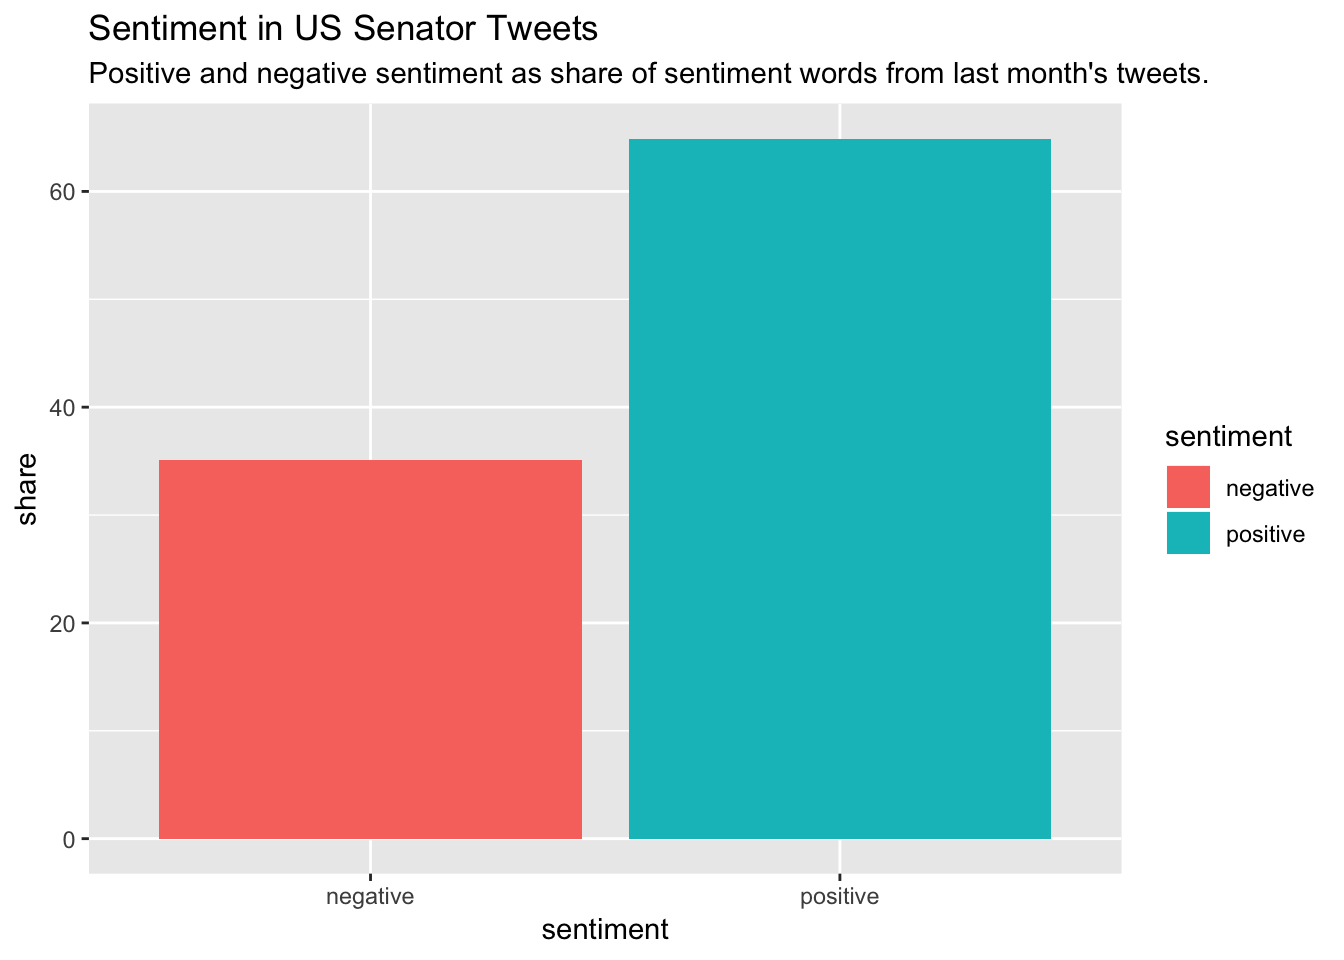 Sentiment in US Senator Tweets
Positive and negative sentiment as share of sentiment words from last month's tweets.
60
40
20
0
share
negative
positive
sentiment
sentiment
negative
positive